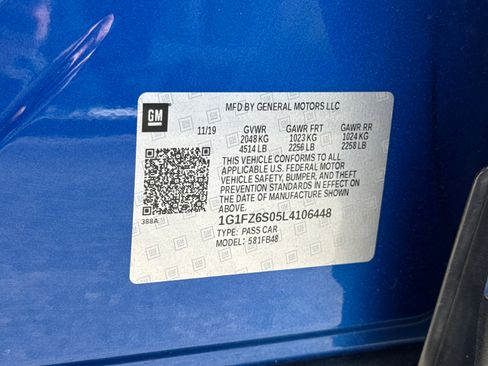 GM
MFD BY GENERAL MOTORS LLC
11/19 GVWR GAWR FRT GAWR RR
2048 KG 1023 KG 1024 KG
4514 LB 2256 LB 2258 LB
THIS VEHICLE CONFORMS TO ALL
APPLICABLE U.S. FEDERAL MOTOR
VEHICLE SAFETY, BUMPER, AND THEFT
PREVENTION STANDARDS IN EFFECT ON
THE DATE OF MANUFACTURE SHOWN
ABOVE.
388A
1G1FZ6S05L4106448
TYPE: PASS CAR
MODEL: 581FB48